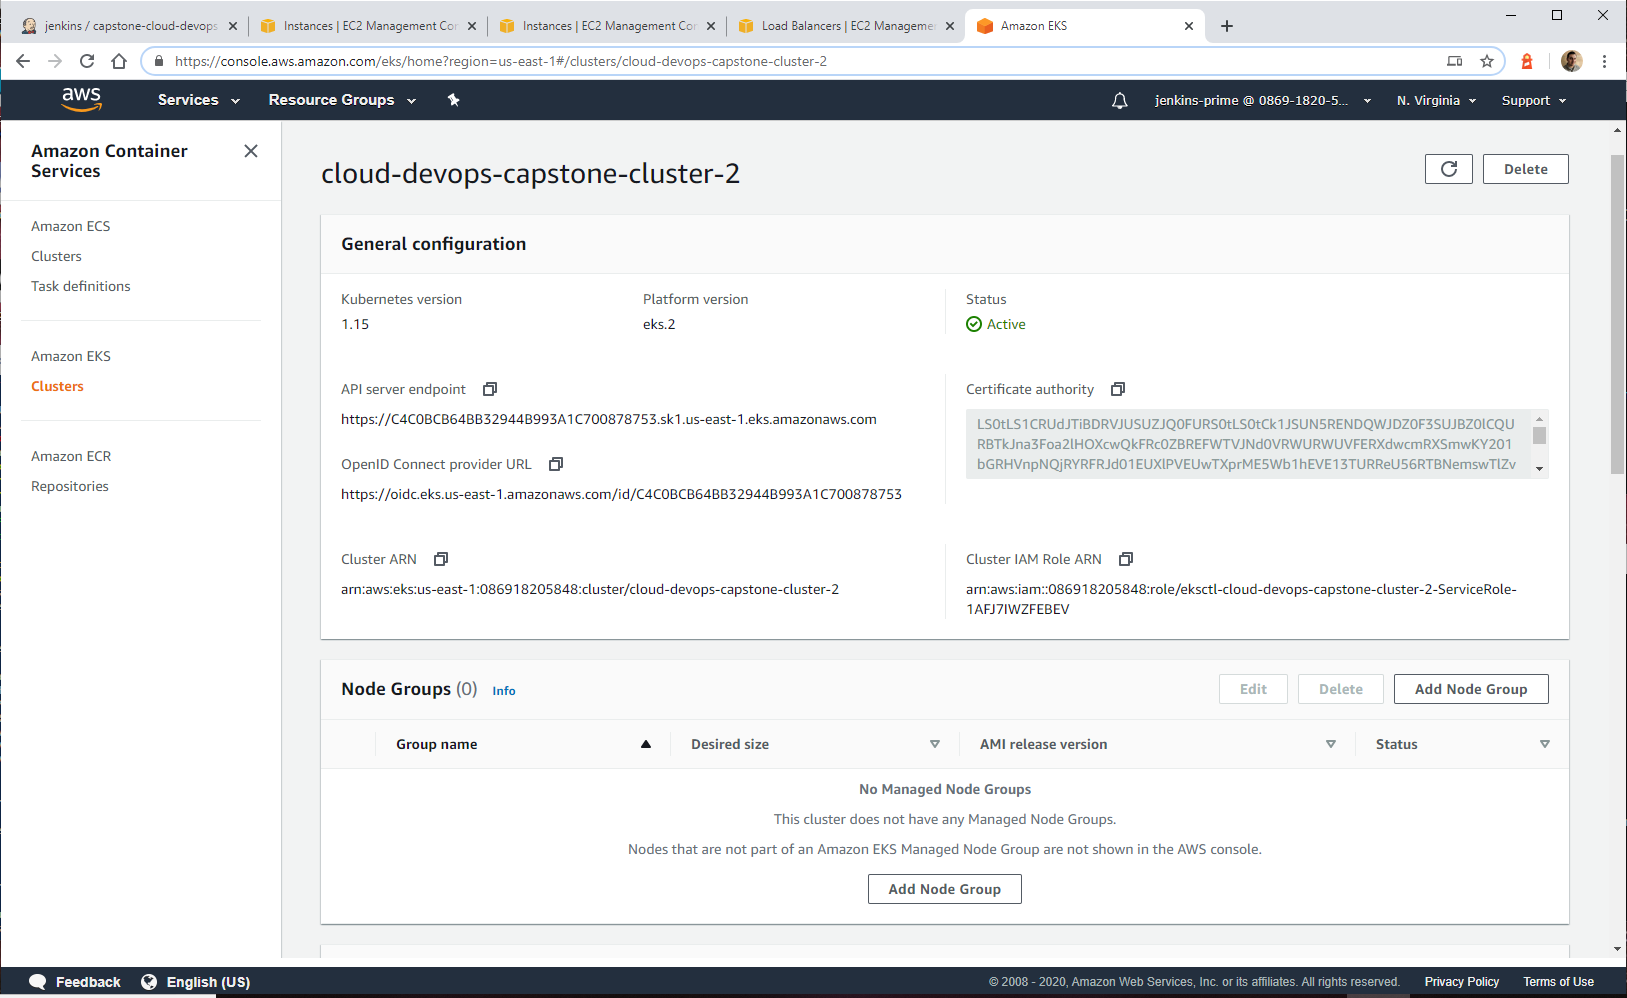 jenkins / capstone-cloud-devops
Instances | EC2 Management Con
Instances | EC2 Management Con
Load Balancers | EC2 Manageme
Amazon EKS
https://console.aws.amazon.com/eks/home?region=us-east-1#/clusters/cloud-devops-capstone-cluster-2
aws
Services
Resource Groups
jenkins-prime @ 0869-1820-5...
N. Virginia
Support
Amazon Container
Services
Amazon ECS
Clusters
Task definitions
Amazon EKS
Clusters
Amazon ECR
Repositories
cloud-devops-capstone-cluster-2
Delete
General configuration
Kubernetes version
1.15
Platform version
eks.2
Status
Active
API server endpoint
https://C4C0BCB64BB32944B993A1C700878753.sk1.us-east-1.eks.amazonaws.com
OpenID Connect provider URL
https://oidc.eks.us-east-1.amazonaws.com/id/C4C0BCB64BB32944B993A1C700878753
Certificate authority
LS0tLS1CRUdJTiBDRVJUSUZJQ0FURS0tLS0tCk1JSUN5RENDQWJDZ0F3SUJBZ0lCQU
RBTkJna3Foa2lHOXcwQkFRc0ZBREFWTVJNd0VRWURWUVFERXdwcmRXSmwKY201
bGRHVnpNQjRYRFRJd01EUXlPVEUwTXprME5Wb1hEVE13TURReU56RTBNemswTlZv
Cluster ARN
arn:aws:eks:us-east-1:086918205848:cluster/cloud-devops-capstone-cluster-2
Cluster IAM Role ARN
arn:aws:iam::086918205848:role/eksctl-cloud-devops-capstone-cluster-2-ServiceRole-
1AFJ7IWZFEBEV
Node Groups (0) Info
Edit
Delete
Add Node Group
Group name
Desired size
AMI release version
Status
No Managed Node Groups
This cluster does not have any Managed Node Groups.
Nodes that are not part of an Amazon EKS Managed Node Group are not shown in the AWS console.
Add Node Group
Feedback
English (US)
© 2008 - 2020, Amazon Web Services, Inc. or its affiliates. All rights reserved.
Privacy Policy
Terms of Use